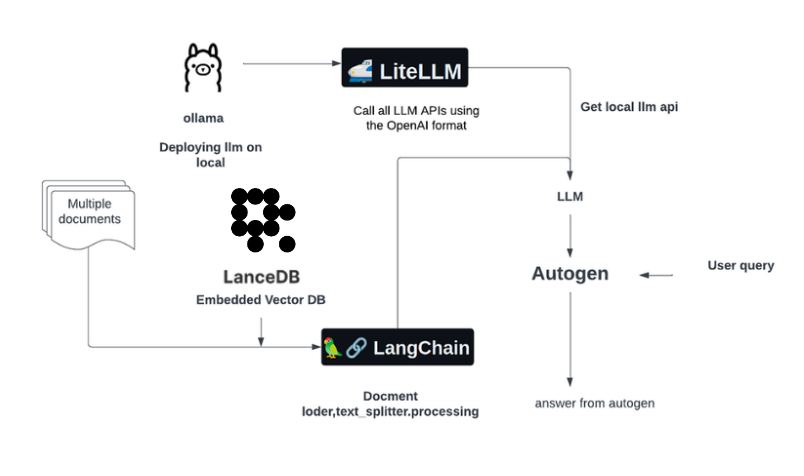 LiteLLM
ollama
Call all LLM APIs using
the OpenAI format
Get local llm api
Deploying llm on
local
Multiple
documents
LLM
LanceDB
Embedded Vector DB
Autogen
User query
LangChain
Docment
loder,text_splitter.processing
answer from autogen